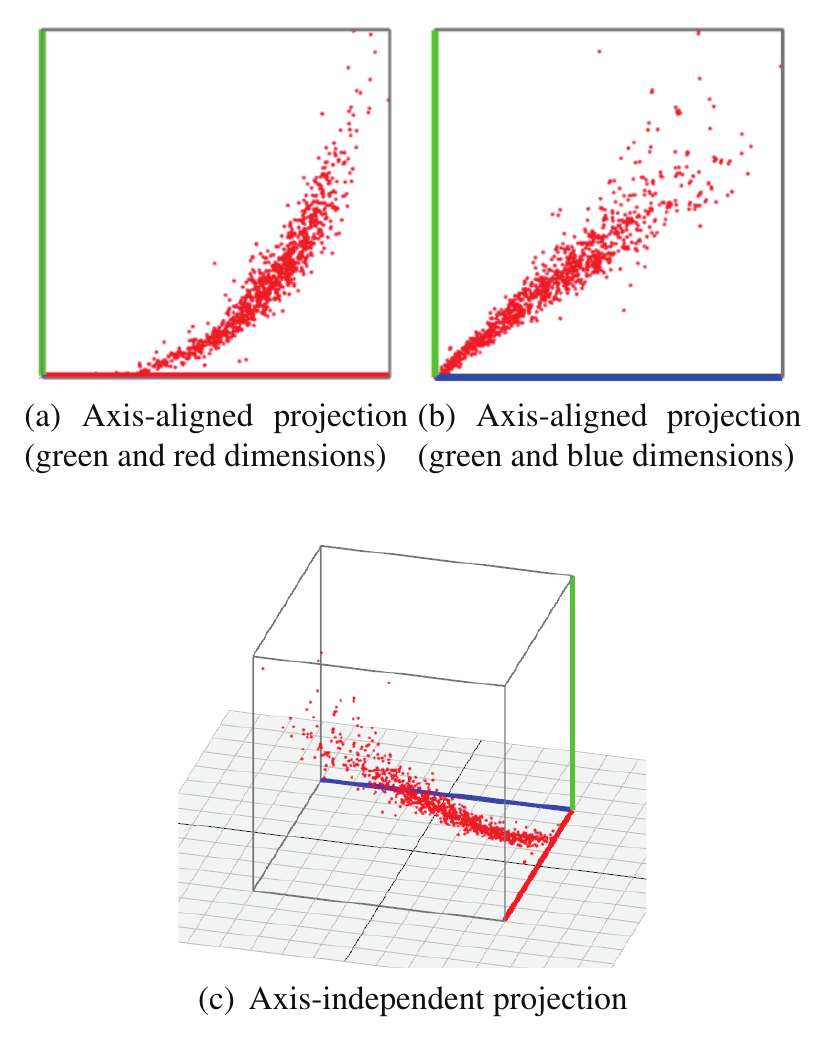 (a) Axis-aligned projection
(green and red dimensions)
(b) Axis-aligned projection
(green and blue dimensions)
(c) Axis-independent projection